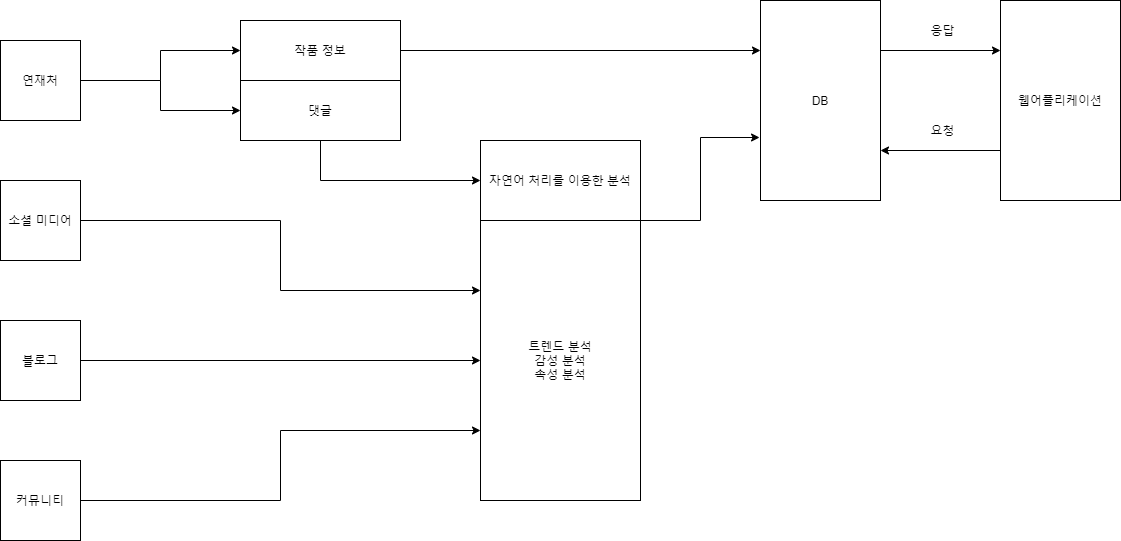 연재처
작품 정보
댓글
소셜 미디어
블로그
커뮤니티
자연어 처리를 이용한 분석
트렌드 분석
감성 분석
속성 분석
DB
응답
요청
웹어플리케이션